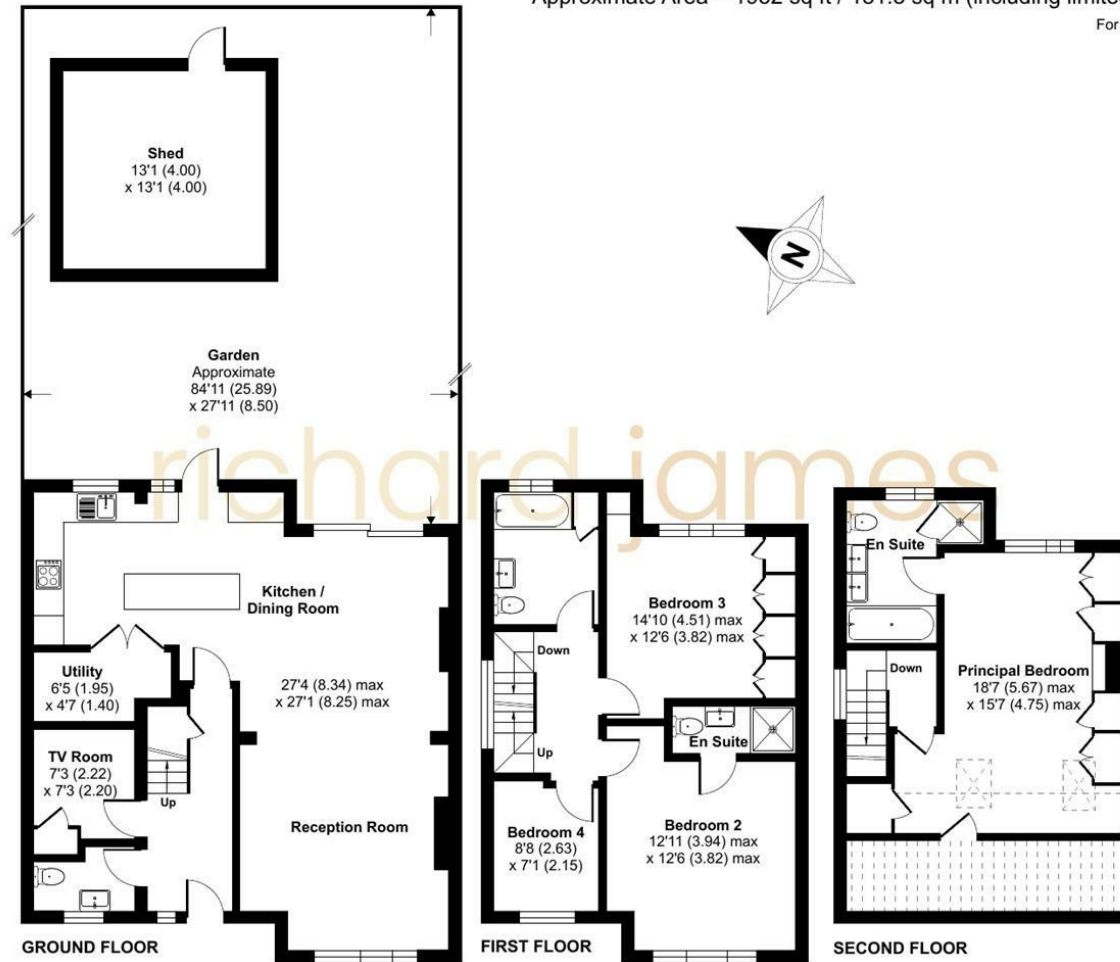 For
Shed
13'1 (4.00)
x 13'1 (4.00)
N
Garden
Approximate
84'11 (25.89)
x 27'11 (8.50)
richard james
Kitchen /
Dining Room
Utility
6'5 (1.95)
x 4'7 (1.40)
27'4 (8.34) max
x 27'1 (8.25) max
TV Room
7'3 (2.22)
x 7'3 (2.20)
Up
Reception Room
GROUND FLOOR
Bedroom 3
14'10 (4.51) max
x 12'6 (3.82) max
Down
Up
En Suite
Bedroom 4
8'8 (2.63)
x 7'1 (2.15)
Bedroom 2
12'11 (3.94) max
x 12'6 (3.82) max
FIRST FLOOR
En Suite
Down
Principal Bedroom
18'7 (5.67) max
x 15'7 (4.75) max
SECOND FLOOR